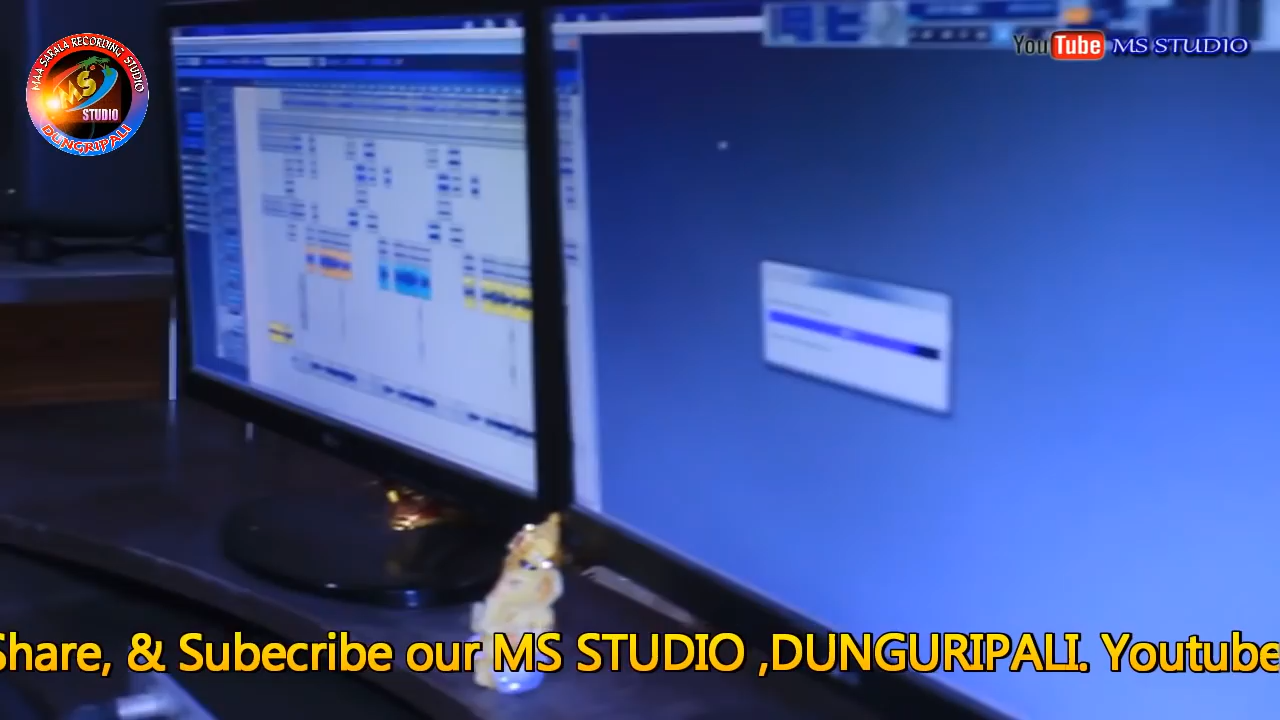 MAA SARALA RECORDING STUDIO
MS
STUDIO
DUNGRIPALI
YouTube MS STUDIO
Share, & Subecribe our MS STUDIO ,DUNGURIPALI. Youtube